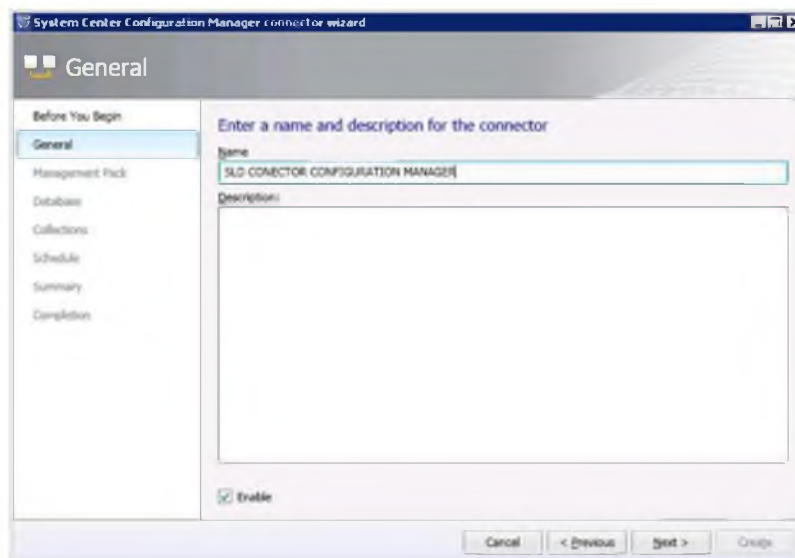 System Center Configuration Manager connector wizard
General
Before You Begin
General
Management Pack
Database
Collections
Schedule
Summary
Completion
Enter a name and description for the connector
Name
SLD CONECTOR CONFIGURATION MANAGER
Description:
Enable
Cancel
< Previous
Next >
Create